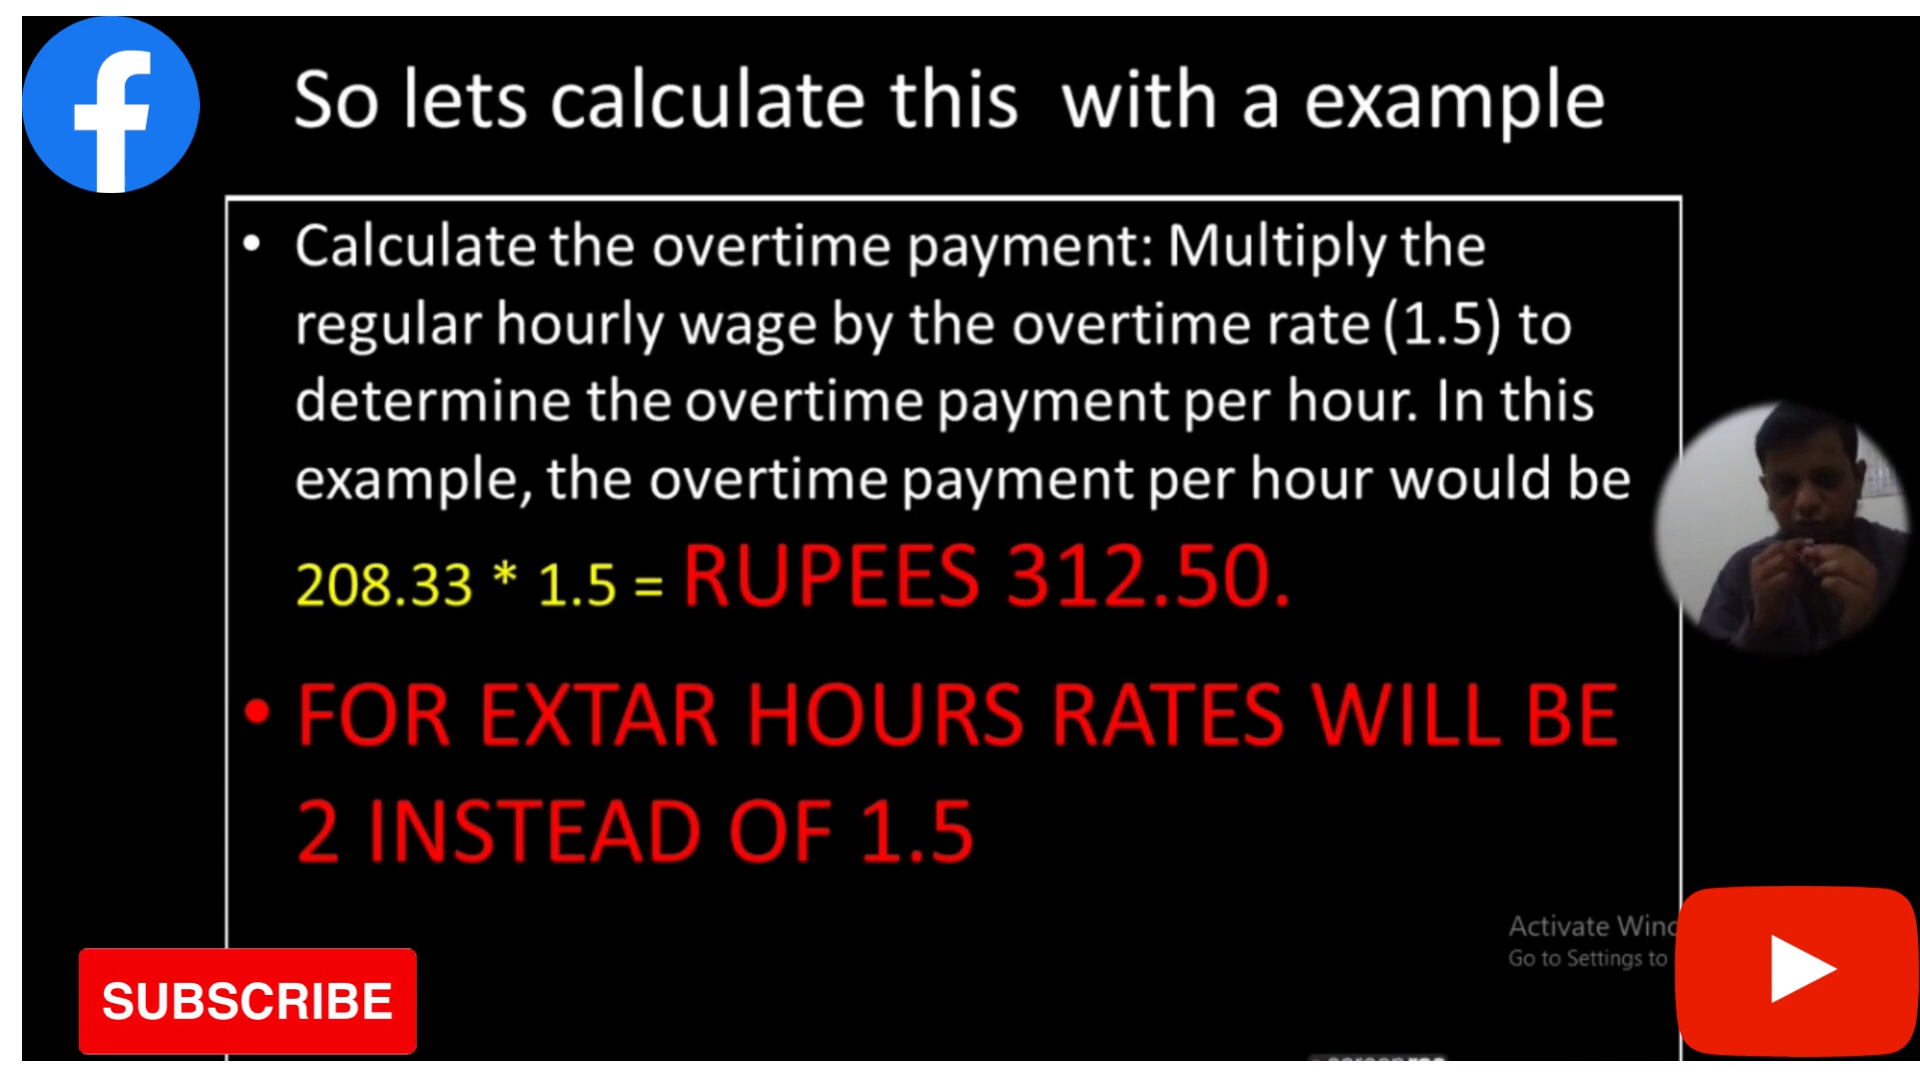 So lets calculate this with a example
• Calculate the overtime payment: Multiply the
regular hourly wage by the overtime rate (1.5) to
determine the overtime payment per hour. In this
example, the overtime payment per hour would be
208.33 * 1.5 = RUPEES 312.50.
• FOR EXTAR HOURS RATES WILL BE
2 INSTEAD OF 1.5
Activate Winc
Go to Settings to
SUBSCRIBE